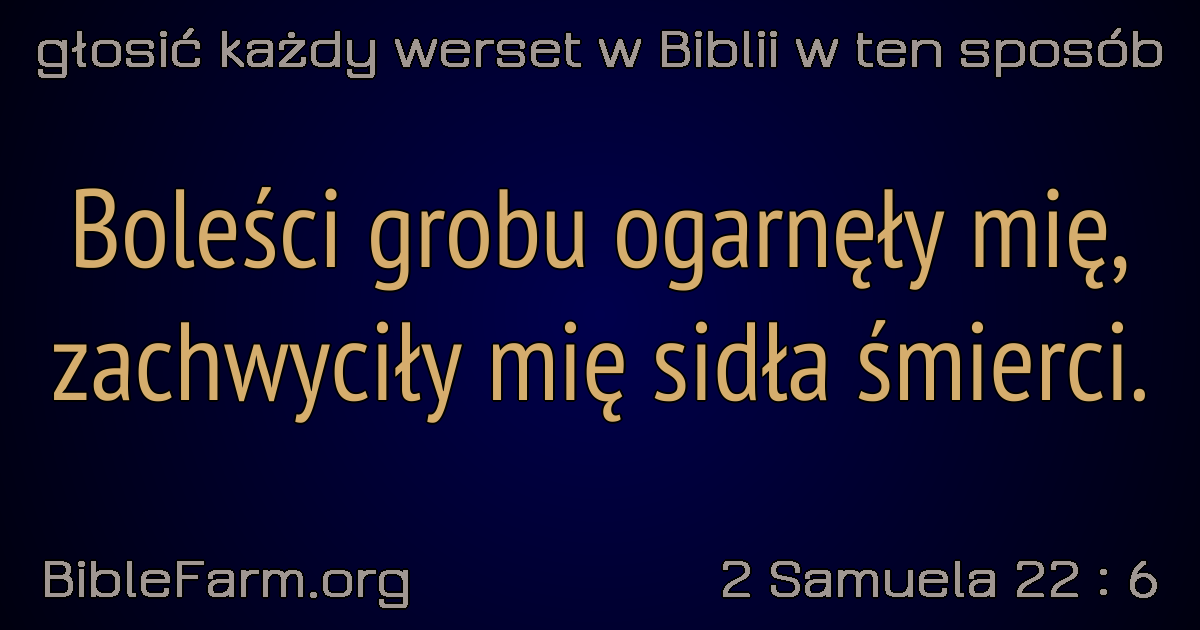 głosić każdy werset w Biblii w ten sposób
Boleści grobu ogarnęły mię,
zachwyciły mię sidła śmierci.
BibleFarm.org
2 Samuela 22 : 6